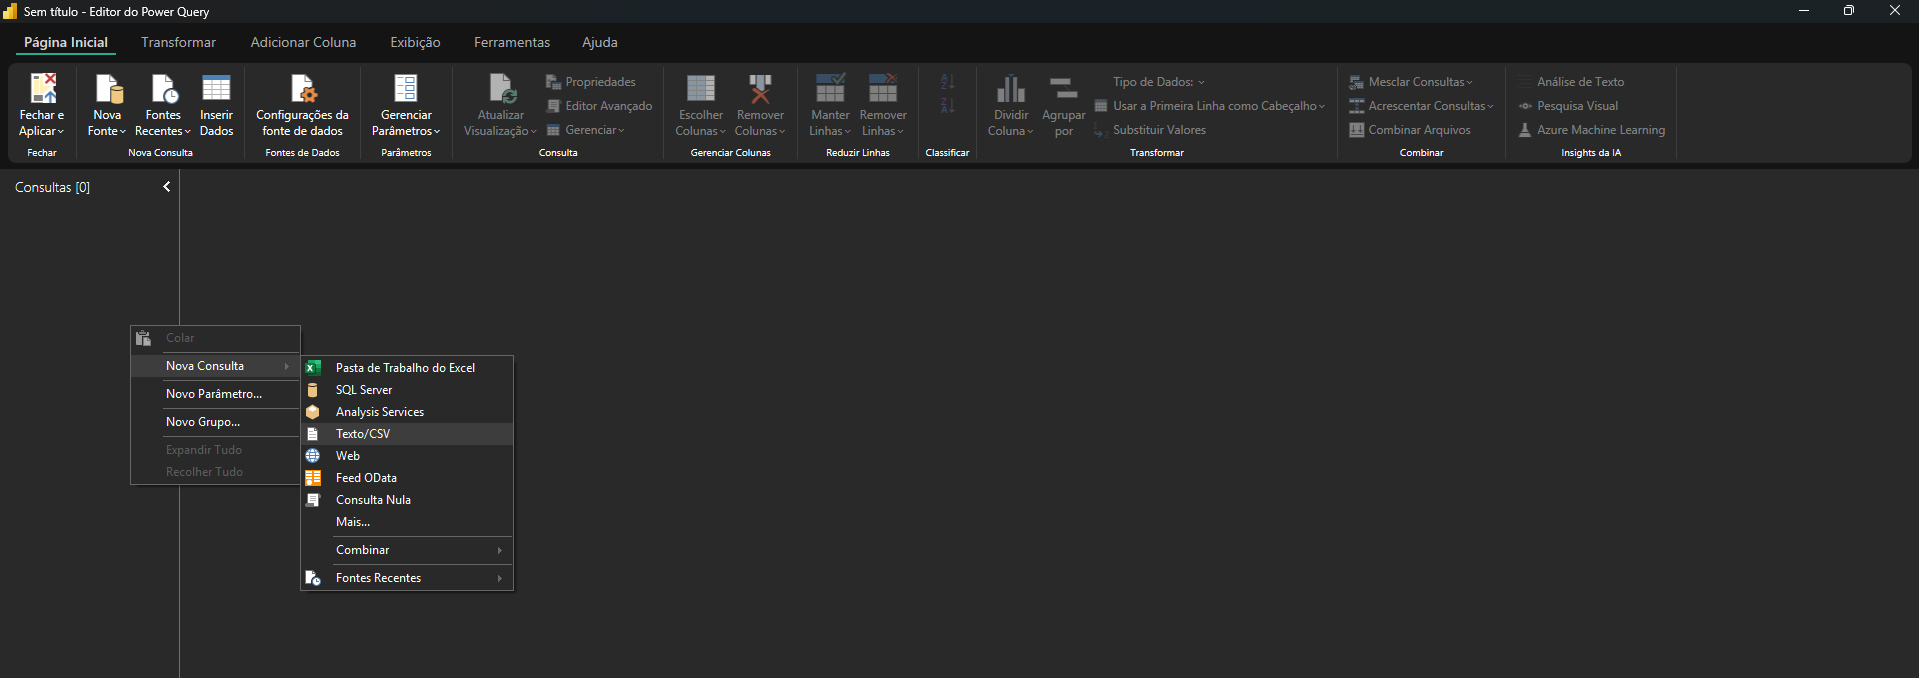 Sem título - Editor do Power Query
Página Inicial
Transformar
Adicionar Coluna
Exibição
Ferramentas
Ajuda
Fechar e
Aplicar
Fechar
Nova
Fonte
Fontes
Recentes
Inserir
Dados
Nova Consulta
Configurações da
fonte de dados
Fontes de Dados
Gerenciar
Parâmetros
Parâmetros
Atualizar
Visualização
Propriedades
Editor Avançado
Gerenciar
Consulta
Escolher
Colunas
Remover
Colunas
Gerenciar Colunas
Manter
Linhas
Remover
Linhas
Reduzir Linhas
Classificar
Dividir
Coluna
Agrupar
por
Tipo de Dados:
Usar a Primeira Linha como Cabeçalho
Substituir Valores
Transformar
Mesclar Consultas
Acrescentar Consultas
Combinar Arquivos
Combinar
Análise de Texto
Pesquisa Visual
Azure Machine Learning
Insights da IA
Consultas [0]
Colar
Nova Consulta
Novo Parâmetro...
Novo Grupo...
Expandir Tudo
Recolher Tudo
Pasta de Trabalho do Excel
SQL Server
Analysis Services
Texto/CSV
Web
Feed OData
Consulta Nula
Mais...
Combinar
Fontes Recentes